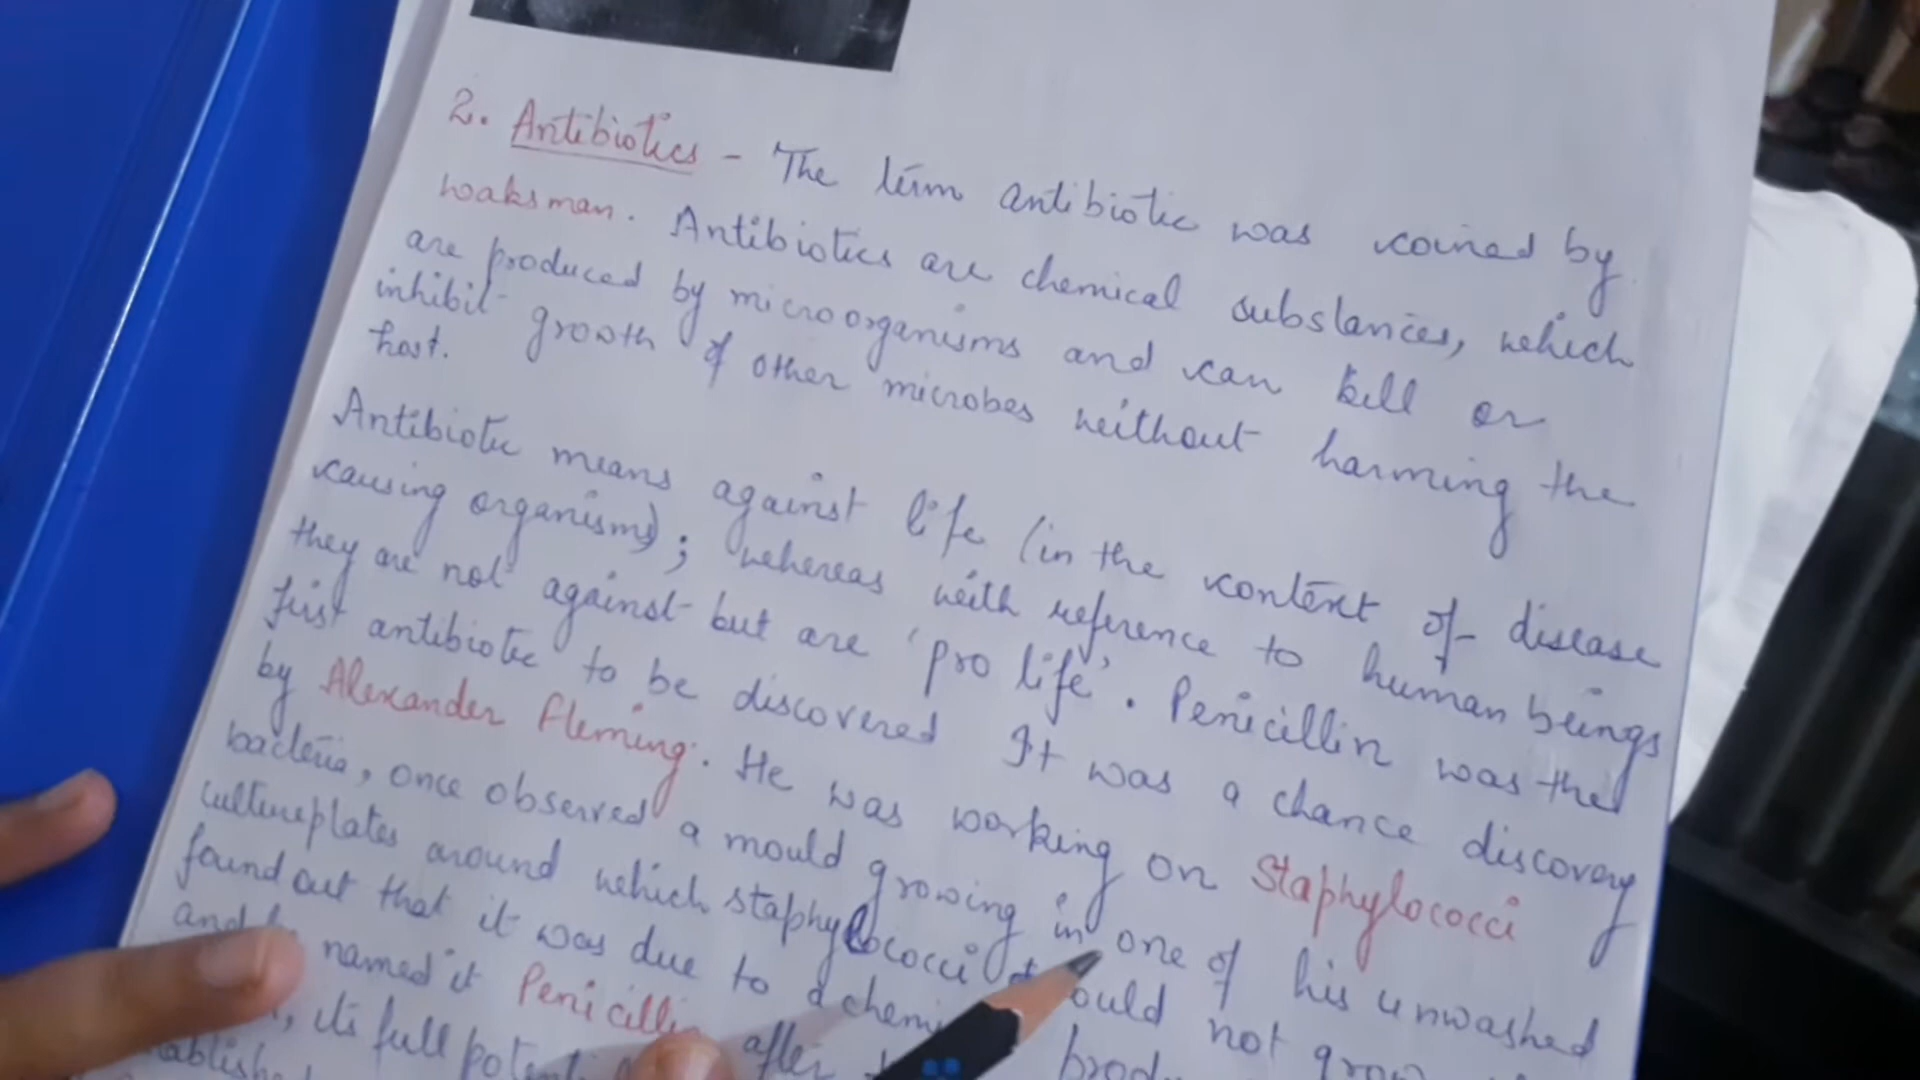 2. Antibiotics - The term antibiotic was coined by
Waksman. Antibiotics are chemical substances, which
are produced by microorganisms and can kill or
inhibit growth of other microbes without harming the
host.
Antibiotic means against life (in the context of disease
causing organisms); whereas with reference to human beings
they are not against but are 'pro life'. Penicillin was the
first antibiotic to be discovered It was a chance discovery
by Alexander Fleming. He was working on Staphylococci
bacteria, once observed a mould growing in one of his unwashed
cultureplates around which staphylococci could not grow
found out that it was due to a
and named it Penicillin after
its full